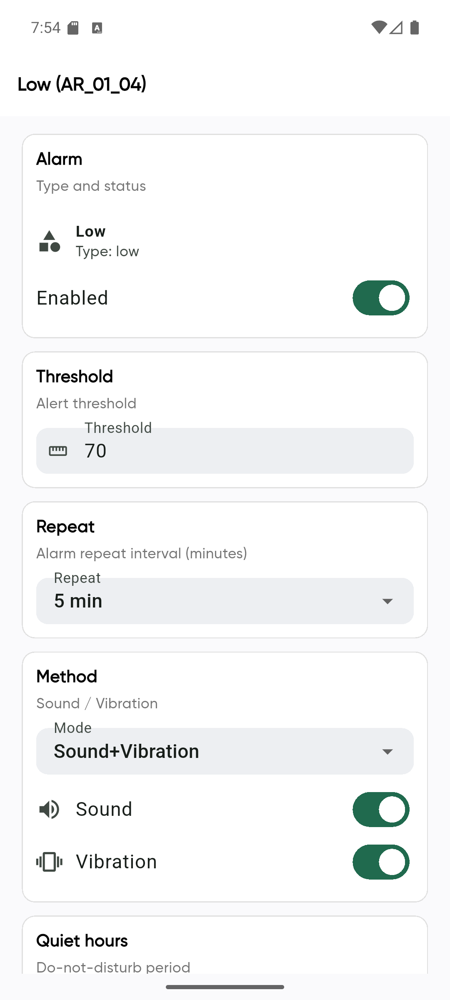 7:54
Low (AR_01_04)
Alarm
Type and status
Low
Type: low
Enabled
Threshold
Alert threshold
Threshold
70
Repeat
Alarm repeat interval (minutes)
Repeat
5 min
Method
Sound / Vibration
Mode
Sound+Vibration
Sound
Vibration
Quiet hours
Do-not-disturb period